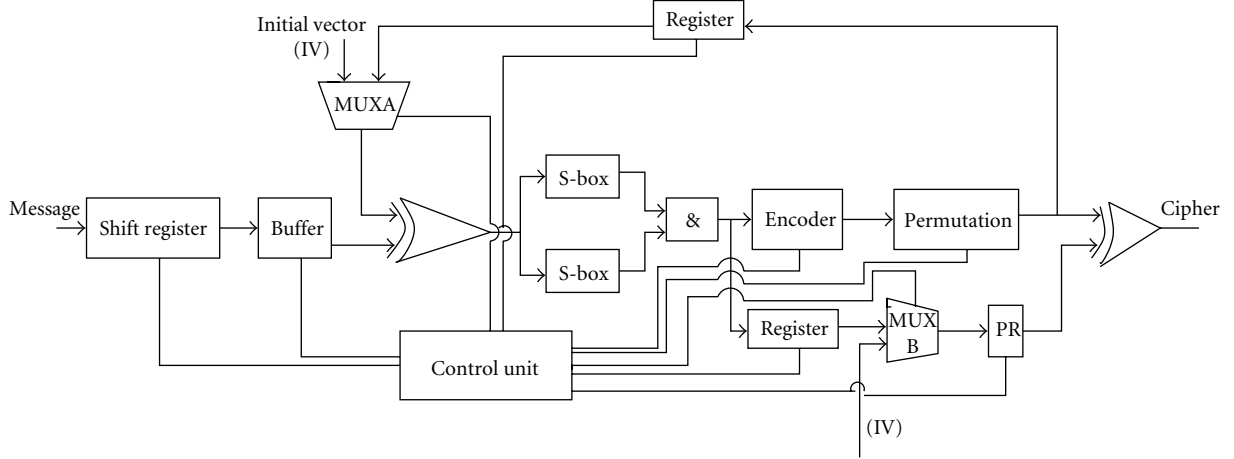 Initial vector
(IV)
Register
MUXA
Message
Shift register
Buffer
S-box
S-box
&
Encoder
Permutation
Cipher
Register
MUX
B
PR
Control unit
(IV)